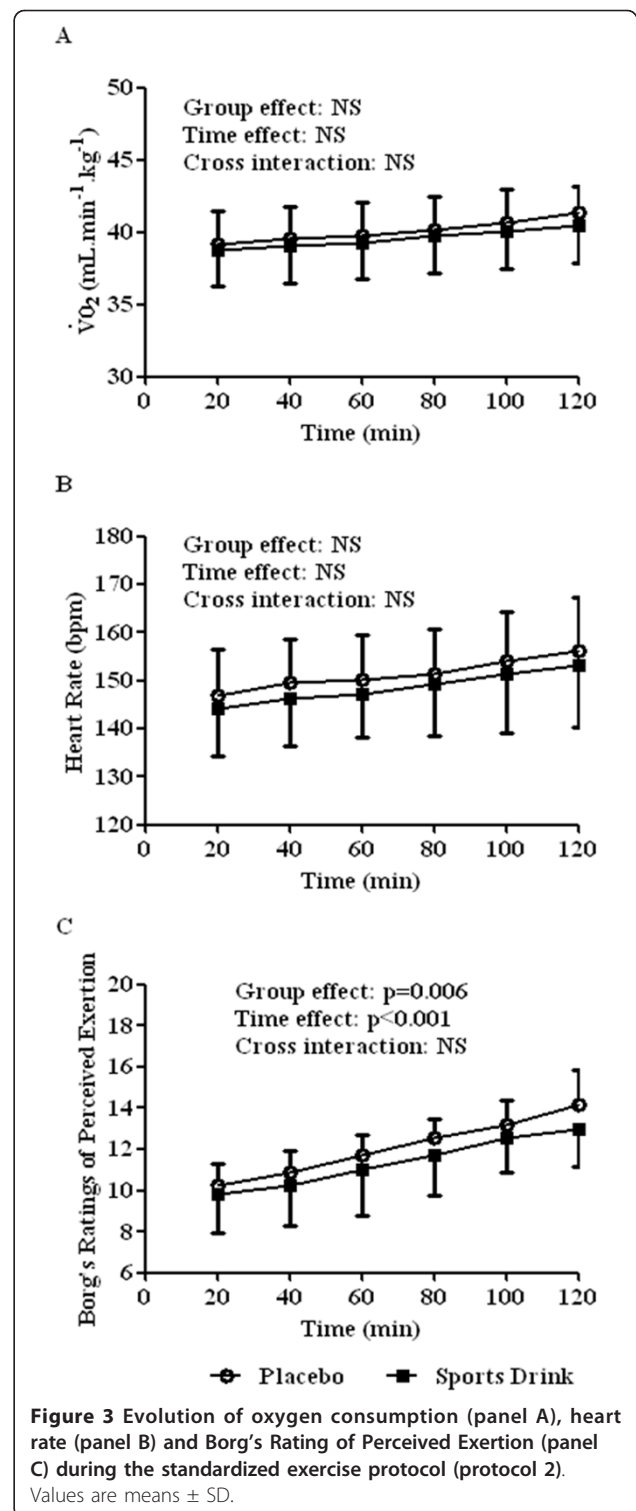 A
50
45
40
35
30
V̇O₂ (mL.min⁻¹.kg⁻¹)
Group effect: NS
Time effect: NS
Cross interaction: NS
0 20 40 60 80 100 120
Time (min)
B
180
170
160
150
140
130
120
Heart Rate (bpm)
Group effect: NS
Time effect: NS
Cross interaction: NS
0 20 40 60 80 100 120
Time (min)
C
20
18
16
14
12
10
8
6
Borg's Ratings of Perceived Exertion
Group effect: p=0.006
Time effect: p<0.001
Cross interaction: NS
0 20 40 60 80 100 120
Time (min)
Placebo Sports Drink
Figure 3 Evolution of oxygen consumption (panel A), heart
rate (panel B) and Borg's Rating of Perceived Exertion (panel
C) during the standardized exercise protocol (protocol 2).
Values are means ± SD.